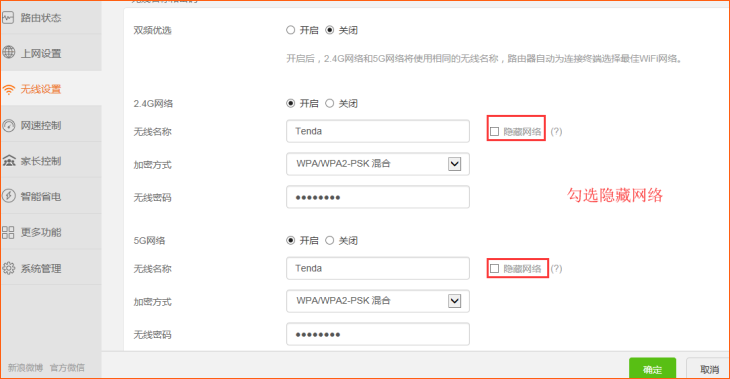 路由状态
上网设置
无线设置
网速控制
家长控制
智能省电
更多功能
系统管理
新浪微博 官方微信
双频优选 开启 关闭
开启后，2.4G网络和5G网络将使用相同的无线名称，路由器自动为连接终端选择最佳WiFi网络。
2.4G网络 开启 关闭
无线名称 Tenda 隐藏网络 (?)
加密方式 WPA/WPA2-PSK 混合
无线密码 ●●●●●●●●
勾选隐藏网络
5G网络 开启 关闭
无线名称 Tenda 隐藏网络 (?)
加密方式 WPA/WPA2-PSK 混合
无线密码 ●●●●●●●●
确定 取消